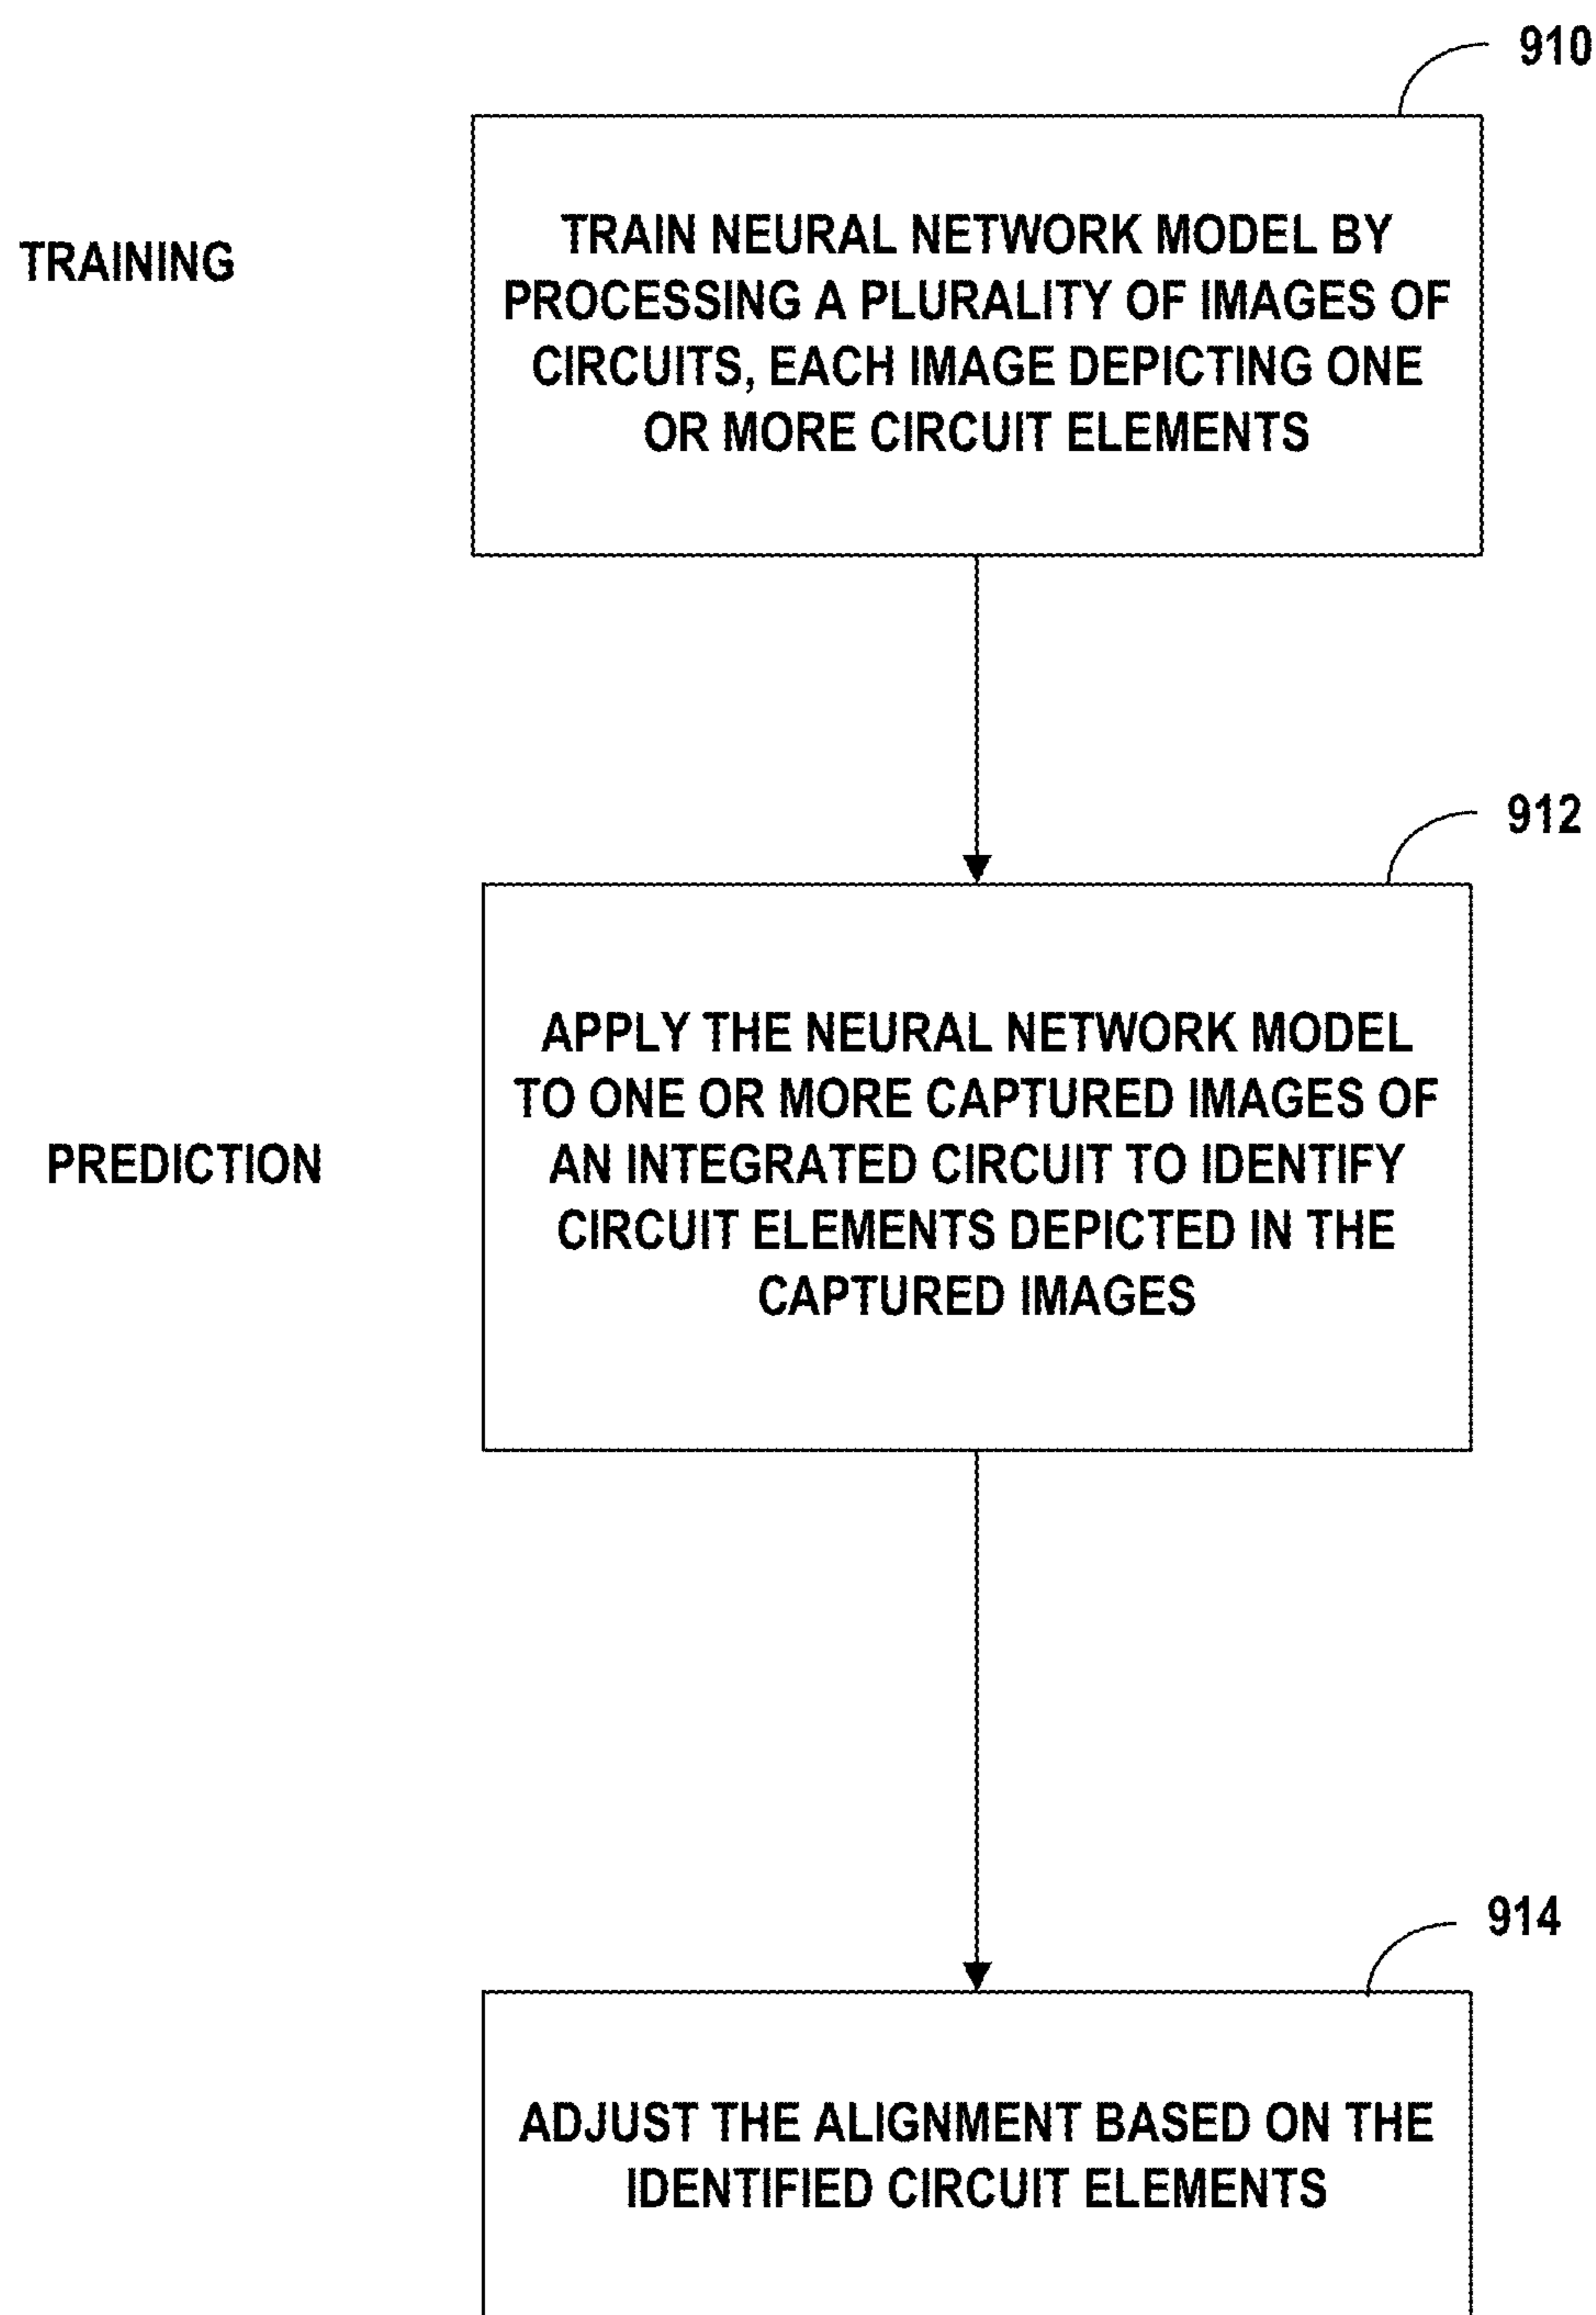 910
TRAINING
TRAIN NEURAL NETWORK MODEL BY
PROCESSING A PLURALITY OF IMAGES OF
CIRCUITS, EACH IMAGE DEPICTING ONE
OR MORE CIRCUIT ELEMENTS
912
PREDICTION
APPLY THE NEURAL NETWORK MODEL
TO ONE OR MORE CAPTURED IMAGES OF
AN INTEGRATED CIRCUIT TO IDENTIFY
CIRCUIT ELEMENTS DEPICTED IN THE
CAPTURED IMAGES
914
ADJUST THE ALIGNMENT BASED ON THE
IDENTIFIED CIRCUIT ELEMENTS